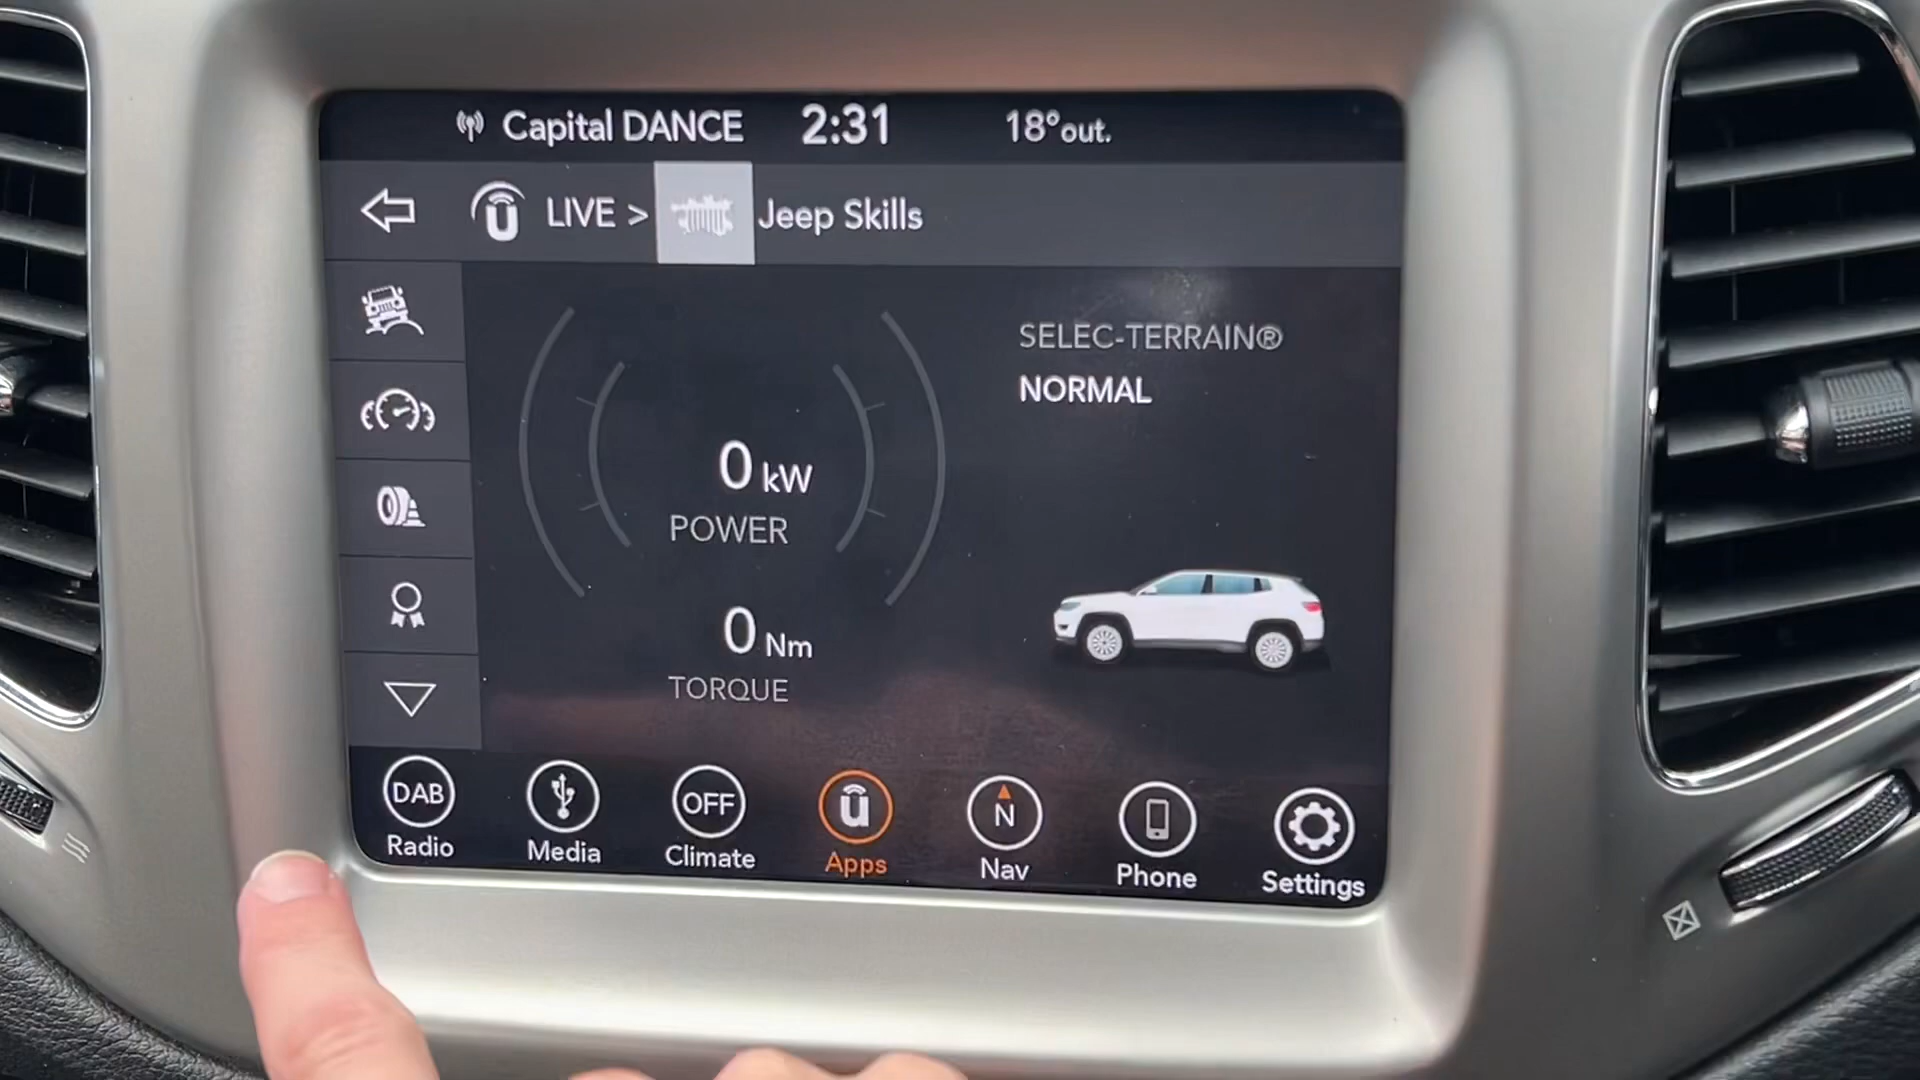 Capital DANCE 2:31 18°out.
LIVE > Jeep Skills
SELEC-TERRAIN®
NORMAL
0 kW
POWER
0 Nm
TORQUE
DAB OFF N
Radio Media Climate Apps Nav Phone Settings